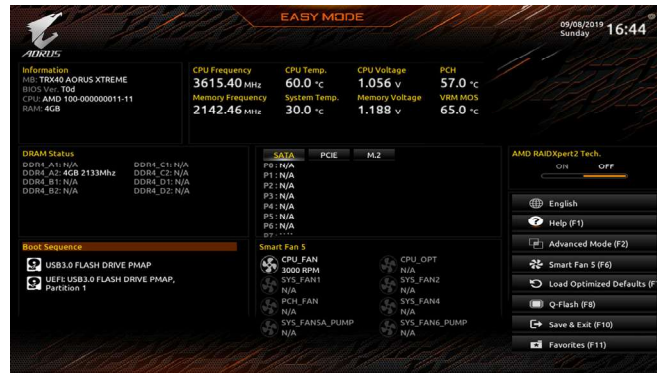 EASY MODE
09/08/2019 Sunday 16:44
AORUS
Information
MB: TRX40 AORUS XTREME
BIOS Ver. T0d
CPU: AMD 100-000000011-11
RAM: 4GB
CPU Frequency CPU Temp. CPU Voltage PCH
3615.40 MHz 60.0 °C 1.056 V 57.0 °C
Memory Frequency System Temp. Memory Voltage VRM MOS
2142.46 MHz 30.0 °C 1.188 V 65.0 °C
DRAM Status
DDR4_A1: N/A DDR4_C1: N/A
DDR4_A2: 4GB 2133Mhz DDR4_C2: N/A
DDR4_B1: N/A DDR4_D1: N/A
DDR4_B2: N/A DDR4_D2: N/A
SATA PCIE M.2
P0 : N/A
P1 : N/A
P2 : N/A
P3 : N/A
P4 : N/A
P5 : N/A
P6 : N/A
AMD RAIDXpert2 Tech.
ON OFF
English
Help (F1)
Advanced Mode (F2)
Smart Fan 5 (F6)
Load Optimized Defaults (F
Q-Flash (F8)
Save & Exit (F10)
Favorites (F11)
Boot Sequence
USB3.0 FLASH DRIVE PMAP
UEFI: USB3.0 FLASH DRIVE PMAP,
Partition 1
Smart Fan 5
CPU_FAN CPU_OPT
3000 RPM N/A
SYS_FAN1 SYS_FAN2
N/A N/A
PCH_FAN SYS_FAN4
N/A N/A
SYS_FAN5A_PUMP SYS_FAN6_PUMP
N/A N/A